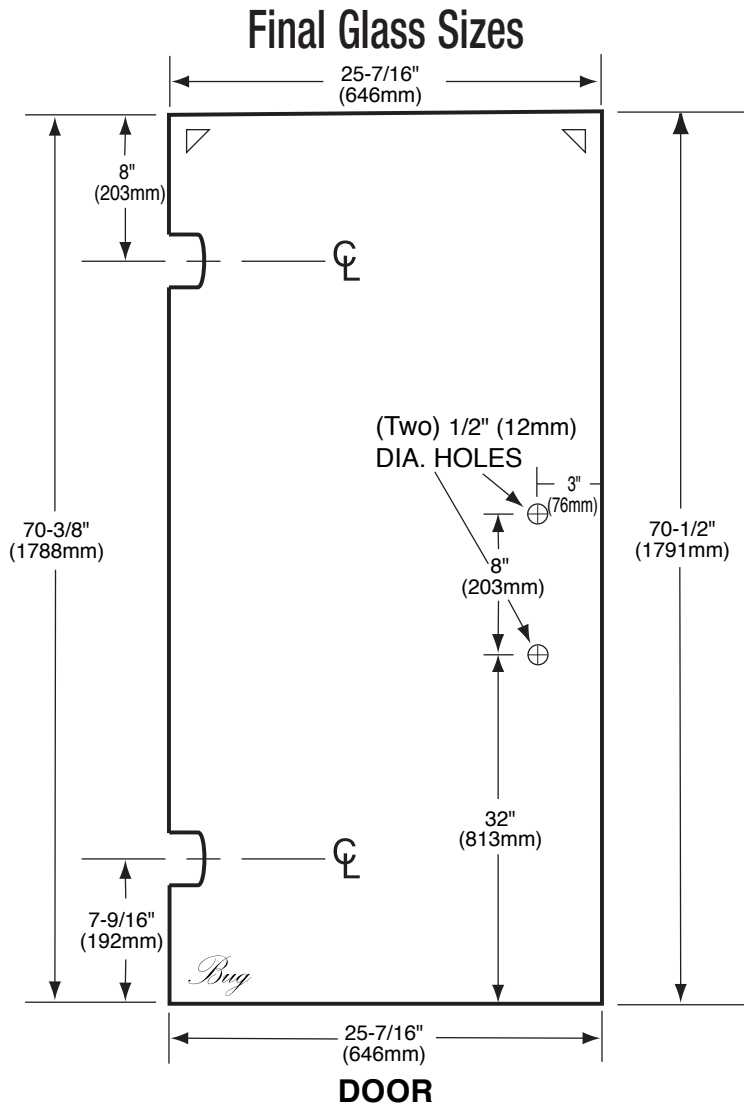 Final Glass Sizes
25-7/16"
(646mm)
8"
(203mm)
℄
(Two) 1/2" (12mm)
DIA. HOLES
3"
(76mm)
70-3/8"
(1788mm)
8"
(203mm)
70-1/2"
(1791mm)
32"
(813mm)
℄
7-9/16"
(192mm)
Bug
25-7/16"
(646mm)
DOOR